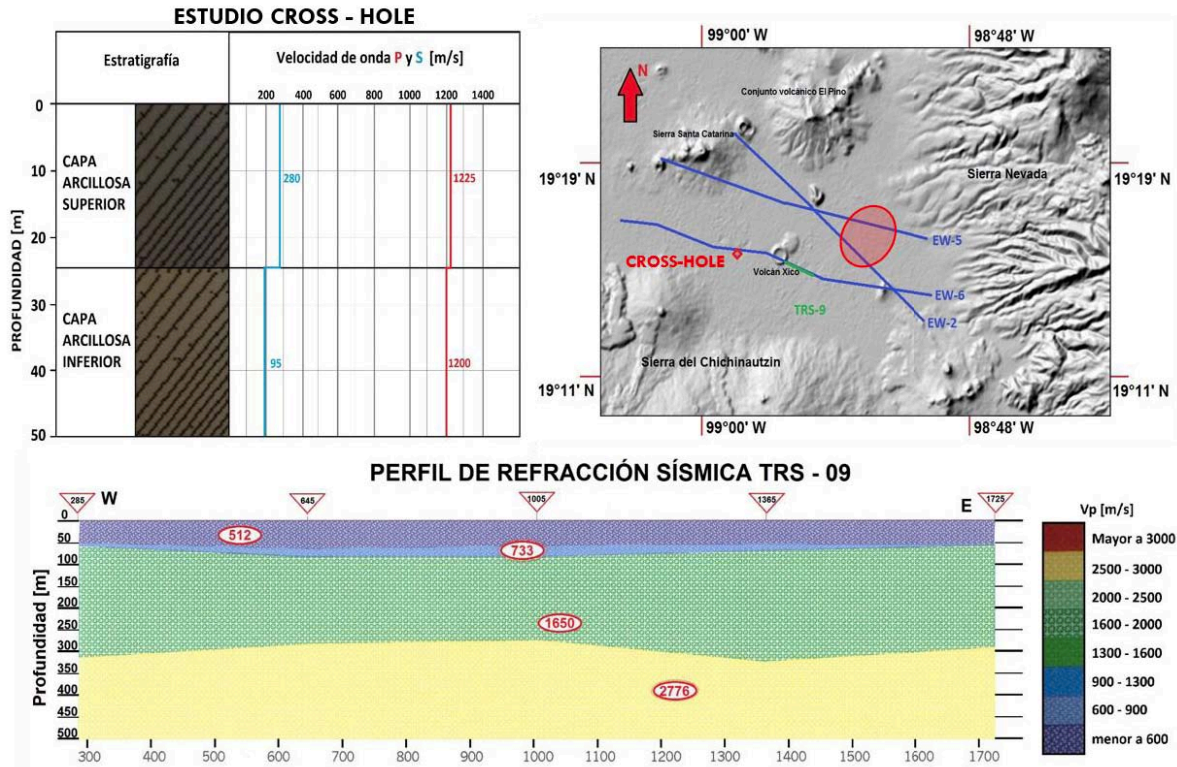 ESTUDIO CROSS - HOLE
Estratigrafía
Velocidad de onda P y S [m/s]
200 400 600 800 1000 1200 1400
PROFUNDIDAD [m]
0
10
20
30
40
50
CAPA
ARCILLOSA
SUPERIOR
280
1225
CAPA
ARCILLOSA
INFERIOR
95
1200
99°00' W
98°48' W
N
Conjunto volcánico El Pino
Sierra Santa Catarina
19°19' N
19°19' N
Sierra Nevada
EW-5
CROSS-HOLE
Volcán Xico
EW-6
TRS-9
EW-2
Sierra del Chichinautzin
19°11' N
19°11' N
99°00' W
98°48' W
PERFIL DE REFRACCIÓN SÍSMICA TRS - 09
285 W 645 1005 1365 E 1725
Profundidad [m]
0
50
100
150
200
250
300
350
400
450
500
512
733
1650
2776
300 400 500 600 700 800 900 1000 1100 1200 1300 1400 1500 1600 1700
Vp [m/s]
Mayor a 3000
2500 - 3000
2000 - 2500
1600 - 2000
1300 - 1600
900 - 1300
600 - 900
menor a 600